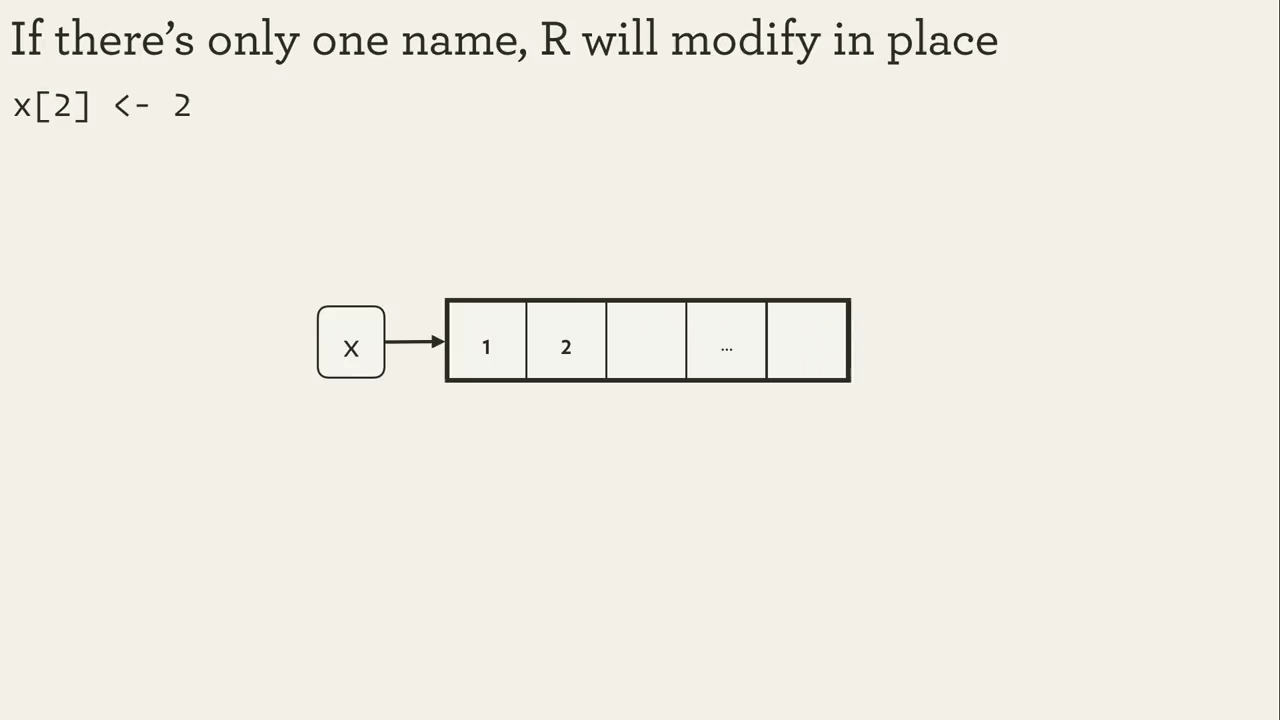 If there’s only one name, R will modify in place
x[2] <- 2
x 1 2 ...